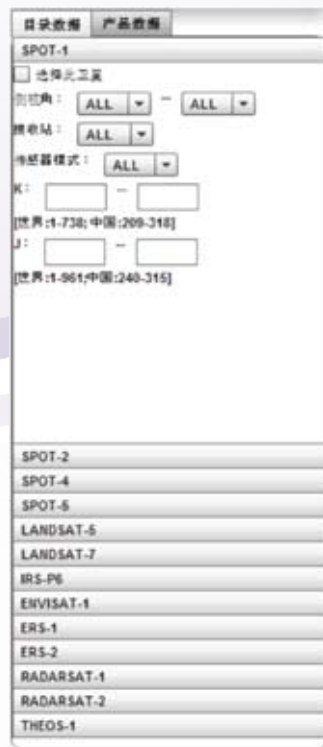 目录数据 产品数据
SPOT-1
选择此卫星
侧视角： ALL － ALL
接收站： ALL
传感器模式： ALL
K： －
[世界:1-738; 中国:209-318]
J： －
[世界:1-961;中国:240-315]
SPOT-2
SPOT-4
SPOT-5
LANDSAT-5
LANDSAT-7
IRS-P6
ENVISAT-1
ERS-1
ERS-2
RADARSAT-1
RADARSAT-2
THEOS-1